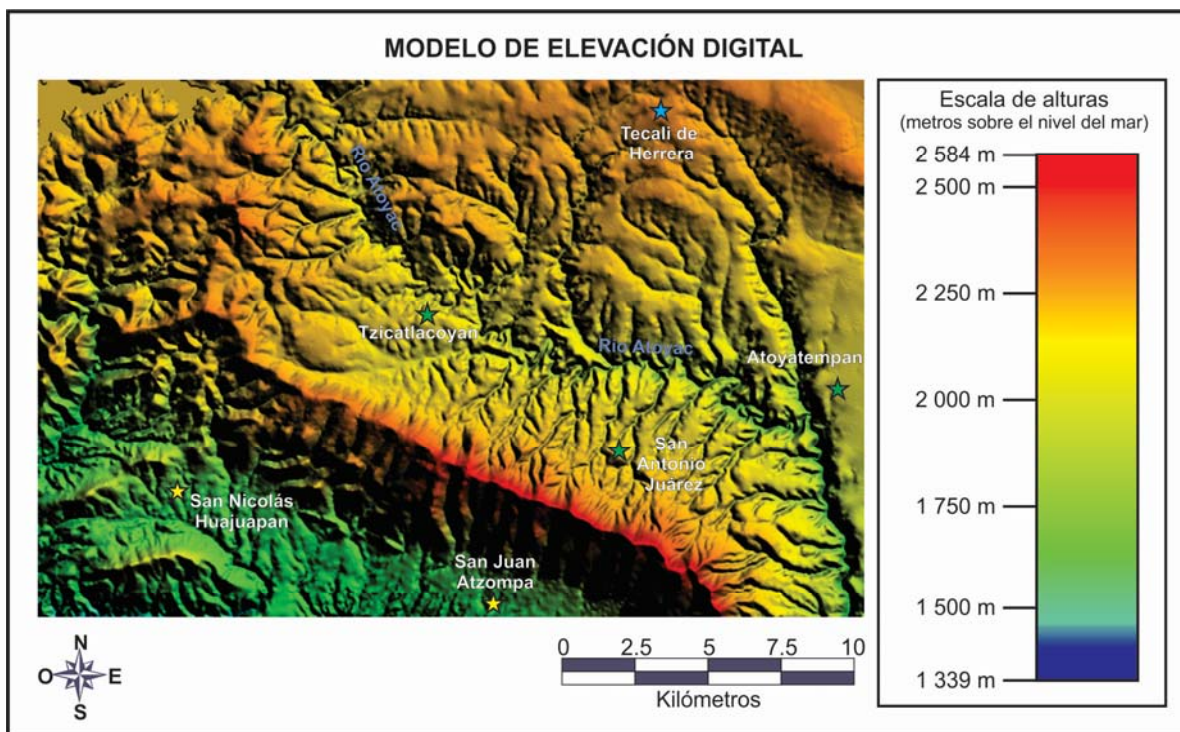 MODELO DE ELEVACIÓN DIGITAL
Tecali de
Herrera
Río Atoyac
Tzicatlacoyan
Río Atoyac
Atoyatempan
San
Antonio
Juárez
San Nicolás
Huajuapan
San Juan
Atzompa
Escala de alturas
(metros sobre el nivel del mar)
2 584 m
2 500 m
2 250 m
2 000 m
1 750 m
1 500 m
1 339 m
N
O E
S
0 2.5 5 7.5 10
Kilómetros